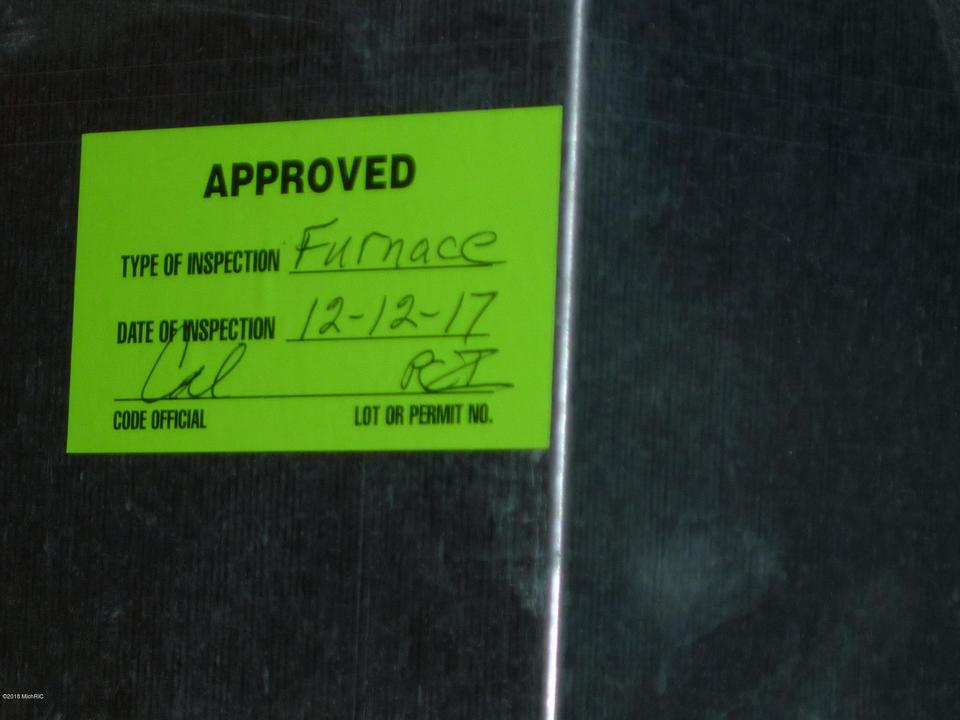 APPROVED
TYPE OF INSPECTION Furnace
DATE OF INSPECTION 12-12-17
Cal
CODE OFFICIAL LOT OR PERMIT NO.
©2018 MichRIC